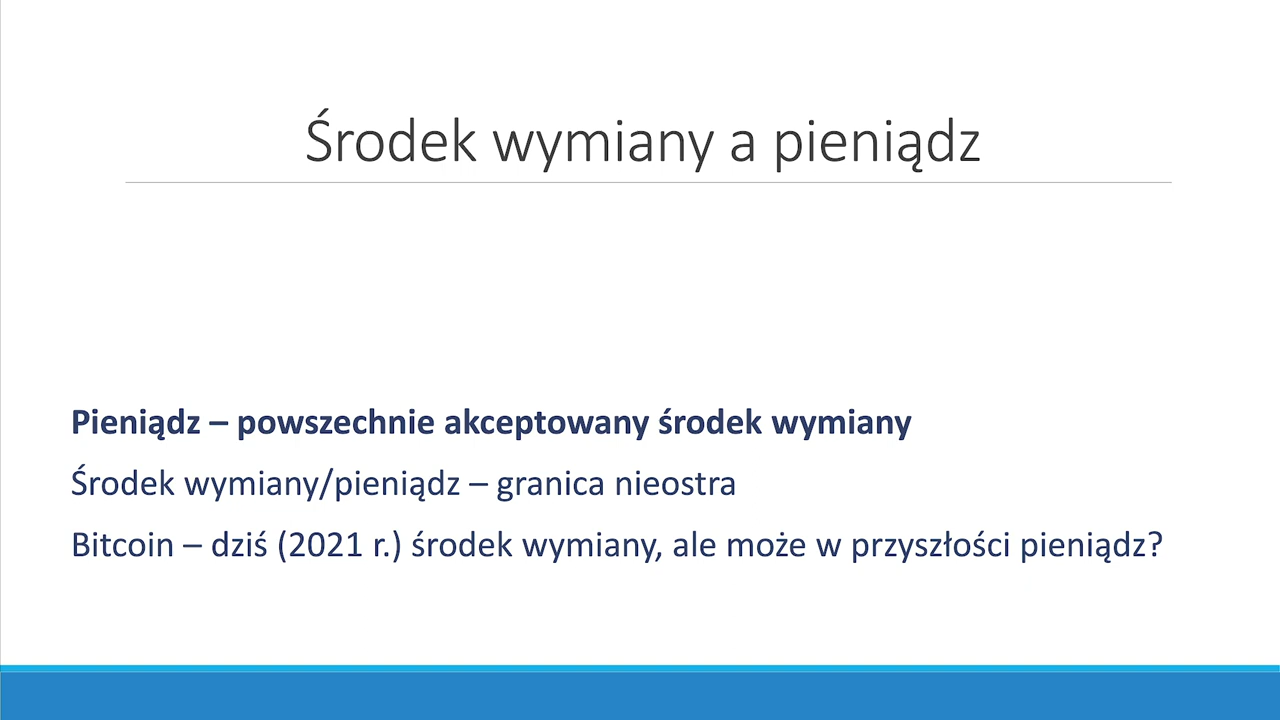 Środek wymiany a pieniądz
Pieniądz – powszechnie akceptowany środek wymiany
Środek wymiany/pieniądz – granica nieostra
Bitcoin – dziś (2021 r.) środek wymiany, ale może w przyszłości pieniądz?